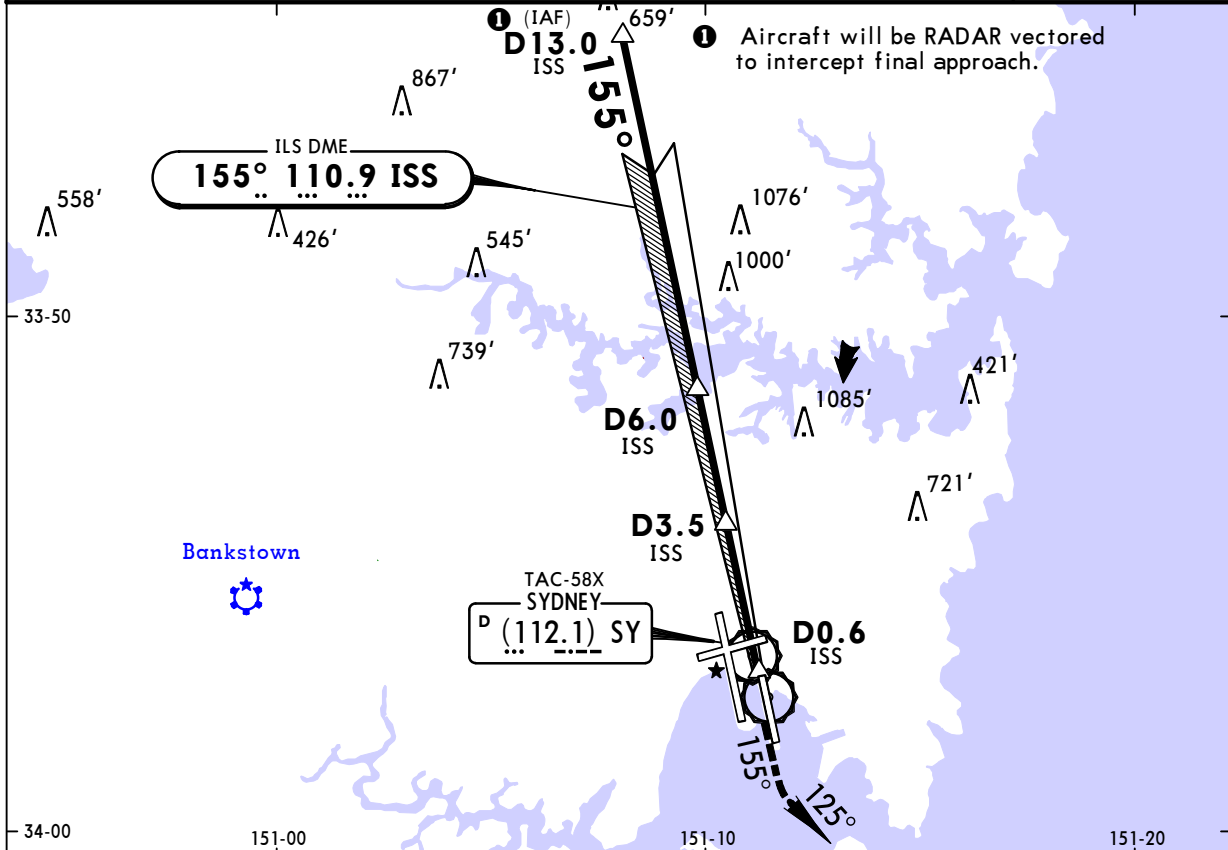 ❶ (IAF) 659'
D13.0
ISS
❶ Aircraft will be RADAR vectored
to intercept final approach.
867'
155°
ILS DME
155° 110.9 ISS
558'
426'
545'
1076'
1000'
33-50
739'
421'
1085'
D6.0
ISS
721'
D3.5
ISS
Bankstown
TAC-58X
SYDNEY
D (112.1) SY
D0.6
ISS
155°
125°
34-00
151-00
151-10
151-20